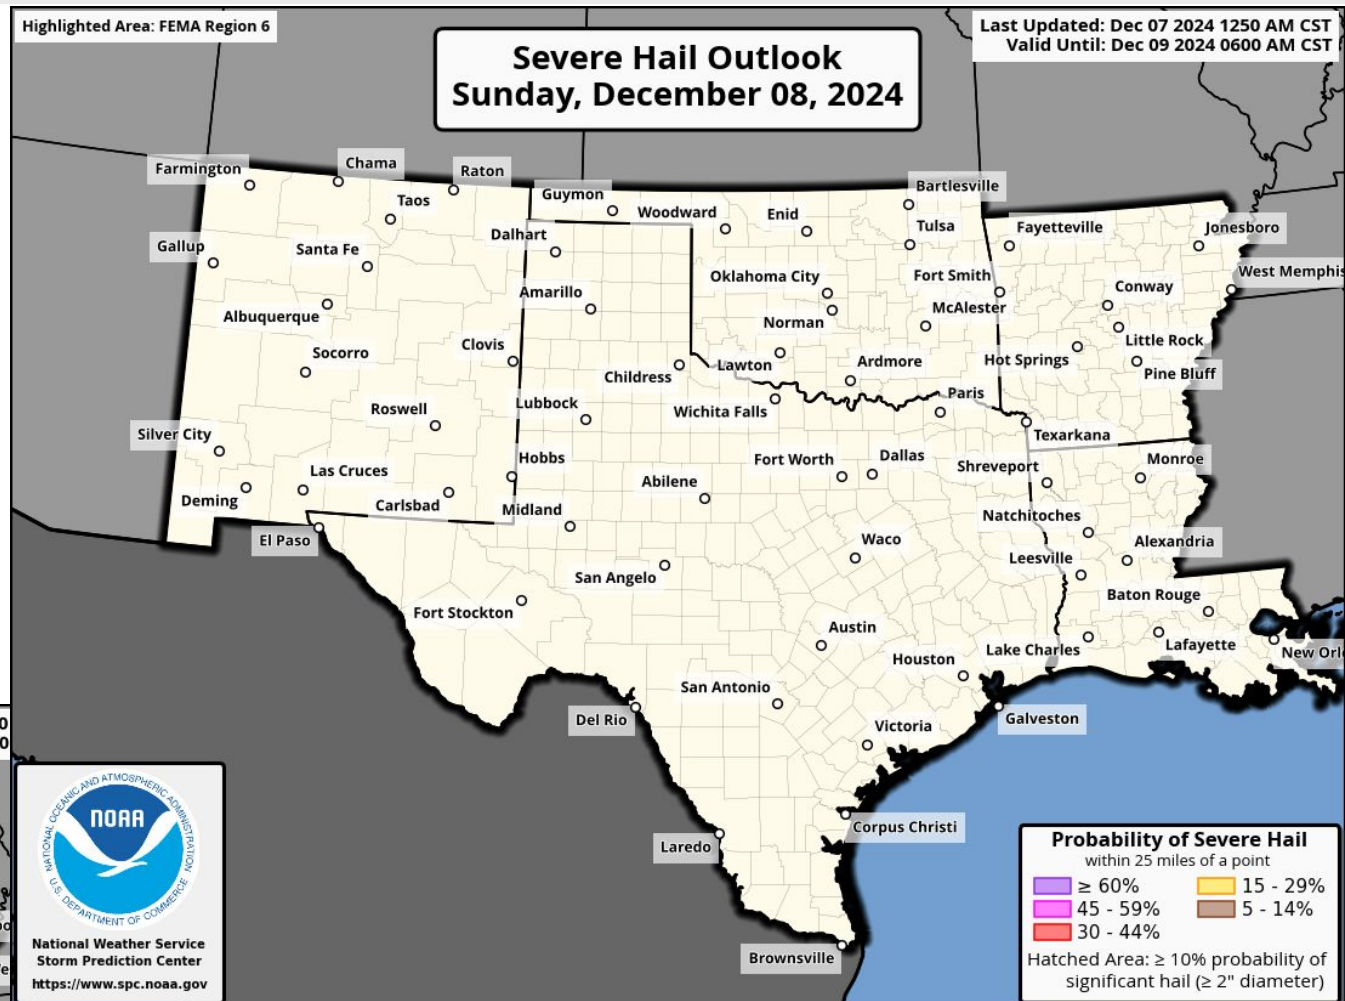 Highlighted Area: FEMA Region 6
Severe Hail Outlook
Sunday, December 08, 2024
Last Updated: Dec 07 2024 1250 AM CST
Valid Until: Dec 09 2024 0600 AM CST
Farmington
Chama
Raton
Taos
Guymon
Woodward
Enid
Bartlesville
Tulsa
Fayetteville
Jonesboro
Gallup
Santa Fe
Dalhart
Oklahoma City
Fort Smith
West Memphis
Amarillo
Conway
Albuquerque
Norman
McAlester
Socorro
Clovis
Childress
Lawton
Ardmore
Hot Springs
Little Rock
Pine Bluff
Roswell
Lubbock
Wichita Falls
Paris
Silver City
Texarkana
Las Cruces
Hobbs
Fort Worth
Dallas
Shreveport
Monroe
Deming
Carlsbad
Midland
Abilene
Natchitoches
El Paso
Waco
Leesville
Alexandria
San Angelo
Fort Stockton
Baton Rouge
Austin
Houston
Lake Charles
Lafayette
New Orl
San Antonio
Del Rio
Victoria
Galveston
Laredo
Corpus Christi
Brownsville
NATIONAL OCEANIC AND ATMOSPHERIC ADMINISTRATION
NOAA
U.S. DEPARTMENT OF COMMERCE
National Weather Service
Storm Prediction Center
https://www.spc.noaa.gov
Probability of Severe Hail
within 25 miles of a point
≥ 60%
15 - 29%
45 - 59%
5 - 14%
30 - 44%
Hatched Area: ≥ 10% probability of
significant hail (≥ 2" diameter)